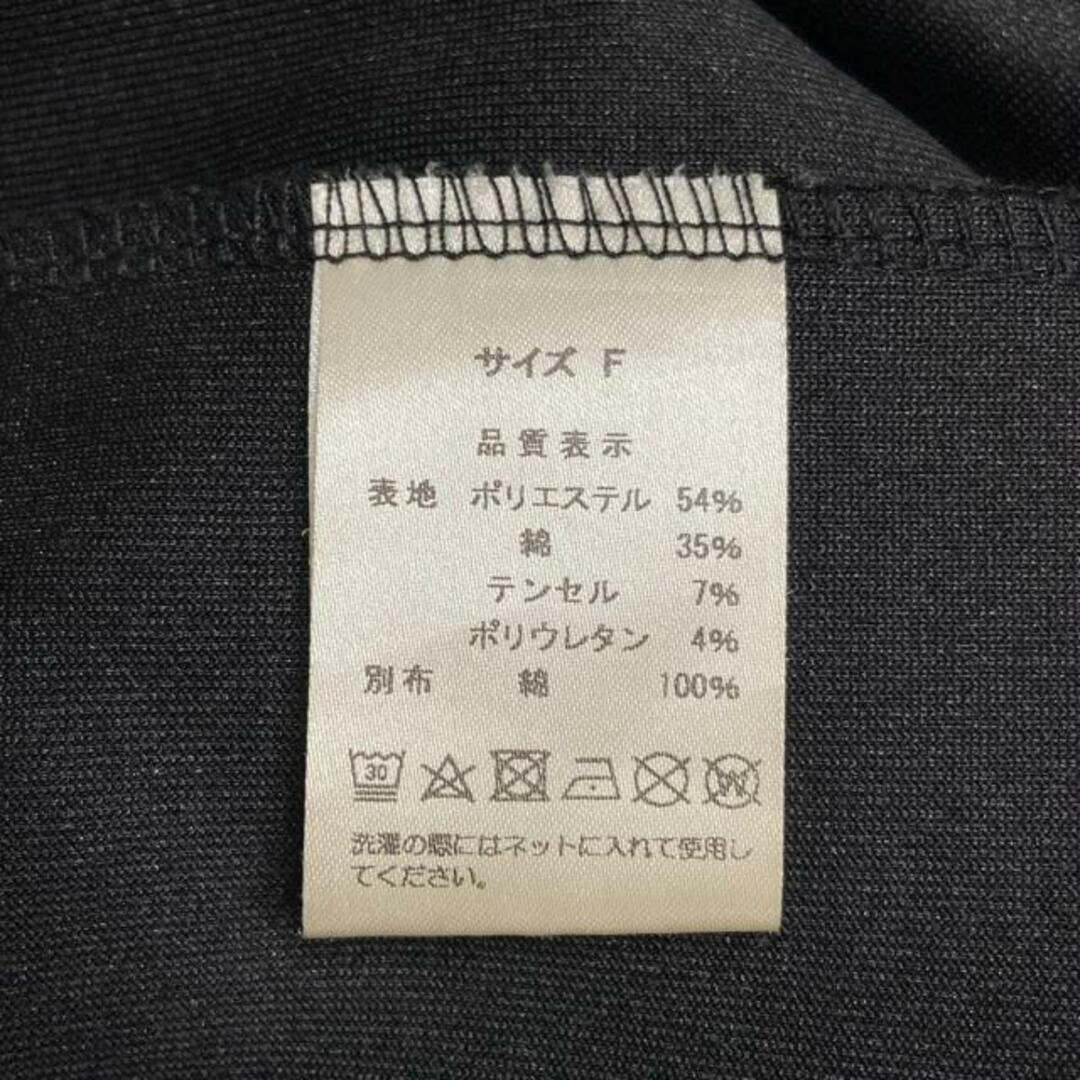 サイズ F
品質表示
表地 ポリエステル 54%
綿 35%
テンセル 7%
ポリウレタン 4%
別布 綿 100%
30 W
洗濯の際にはネットに入れて使用し
てください。